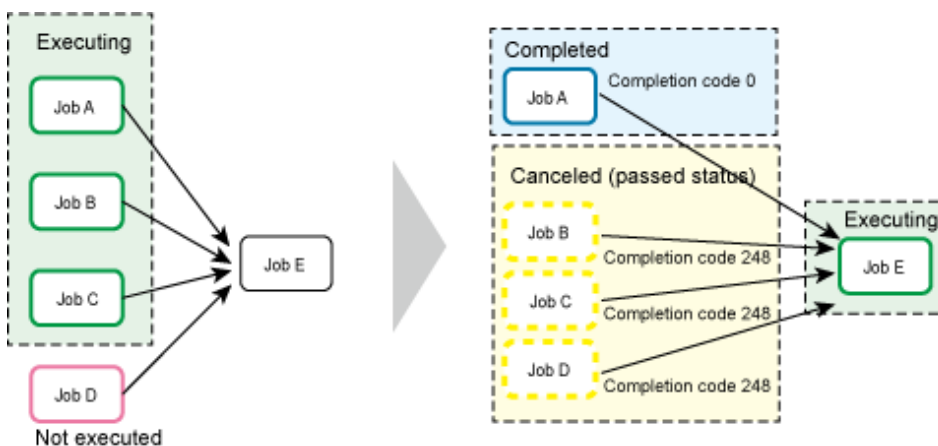 Executing
Job A
Job B
Job C
Job D
Not executed
Job E
Completed
Job A
Completion code 0
Canceled (passed status)
Job B
Completion code 248
Job C
Completion code 248
Job D
Completion code 248
Executing
Job E